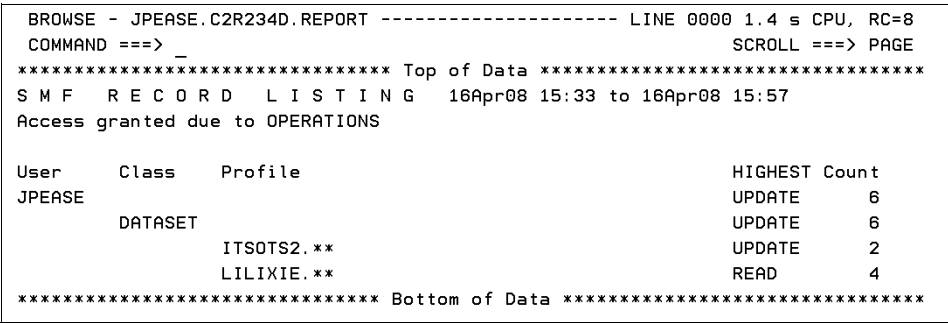 BROWSE - JPEASE.C2R234D.REPORT --------------------- LINE 0000 1.4 s CPU, RC=8
COMMAND ===> _ SCROLL ===> PAGE
********************************* Top of Data **********************************
S M F   R E C O R D   L I S T I N G   16Apr08 15:33 to 16Apr08 15:57
Access granted due to OPERATIONS
User Class Profile HIGHEST Count
JPEASE UPDATE 6
DATASET UPDATE 6
ITSOTS2.** UPDATE 2
LILIXIE.** READ 4
******************************** Bottom of Data ********************************